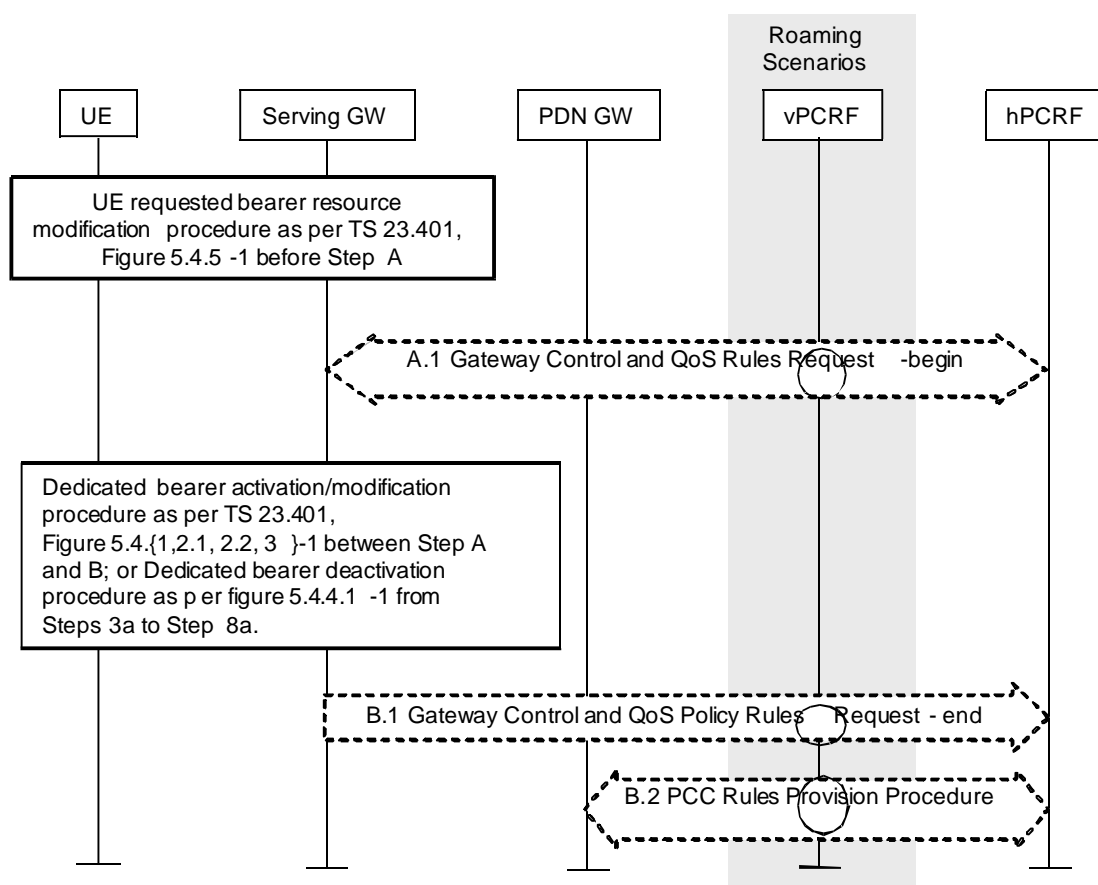 Roaming
Scenarios
UE
Serving GW
PDN GW
vPCRF
hPCRF
UE requested bearer resource
modification procedure as per TS 23.401,
Figure 5.4.5 -1 before Step A
A.1 Gateway Control and QoS Rules Request -begin
Dedicated bearer activation/modification
procedure as per TS 23.401,
Figure 5.4.{1,2.1, 2.2, 3 }-1 between Step A
and B; or Dedicated bearer deactivation
procedure as p er figure 5.4.4.1 -1 from
Steps 3a to Step 8a.
B.1 Gateway Control and QoS Policy Rules Request - end
B.2 PCC Rules Provision Procedure